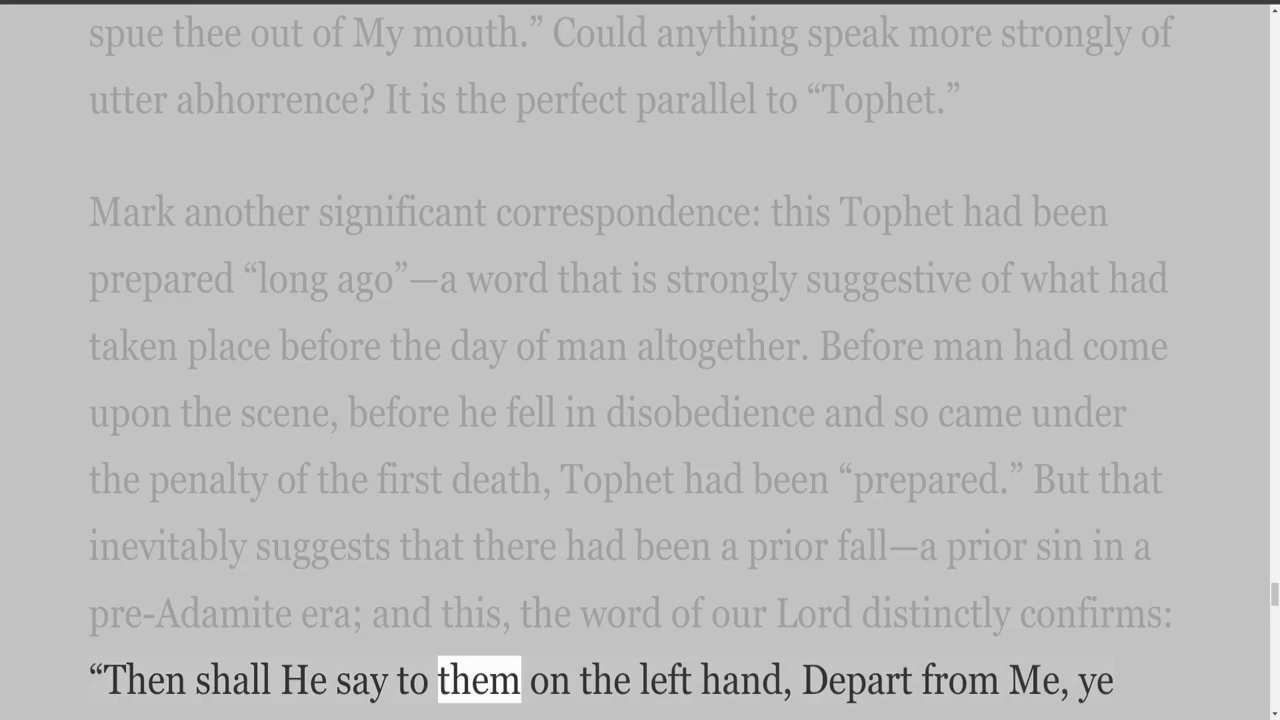 spue thee out of My mouth.” Could anything speak more strongly of
utter abhorrence? It is the perfect parallel to “Tophet.”
Mark another significant correspondence: this Tophet had been
prepared “long ago”—a word that is strongly suggestive of what had
taken place before the day of man altogether. Before man had come
upon the scene, before he fell in disobedience and so came under
the penalty of the first death, Tophet had been “prepared.” But that
inevitably suggests that there had been a prior fall—a prior sin in a
pre-Adamite era; and this, the word of our Lord distinctly confirms:
“Then shall He say to them on the left hand, Depart from Me, ye